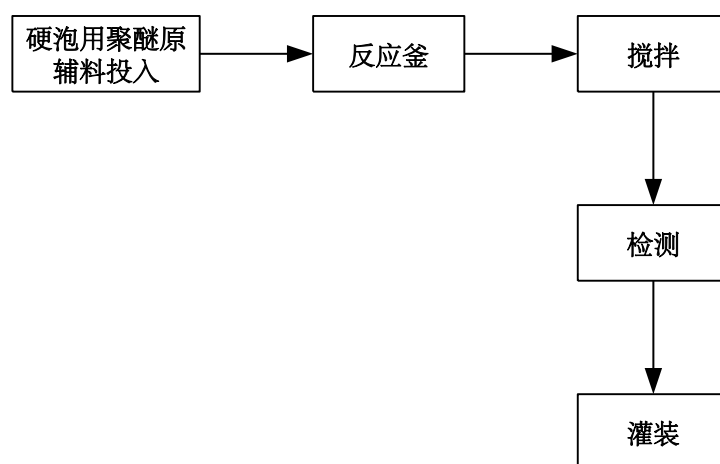 硬泡用聚醚原
辅料投入
反应釜
搅拌
检测
灌装